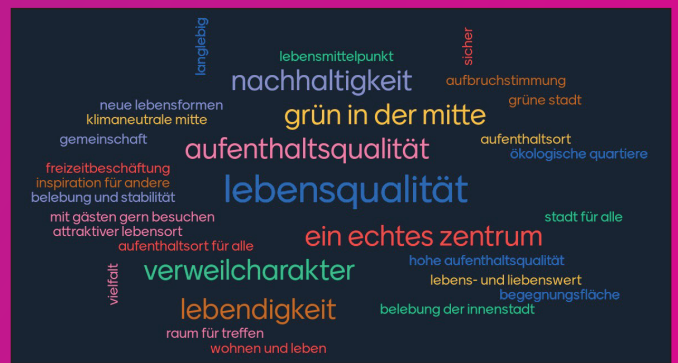 langlebig
sicher
lebensmittelpunkt
nachhaltigkeit
aufbruchstimmung
neue lebensformen
grüne stadt
klimaneutrale mitte
grün in der mitte
gemeinschaft
aufenthaltsort
aufenthaltsqualität
ökologische quartiere
freizeitbeschäftung
inspiration für andere
lebensqualität
belebung und stabilität
mit gästen gern besuchen
stadt für alle
attraktiver lebensort
ein echtes zentrum
aufenthaltsort für alle
hohe aufenthaltsqualität
verweilcharakter
lebens- und liebenswert
vielfalt
begegnungsfläche
lebendigkeit
belebung der innenstadt
raum für treffen
wohnen und leben